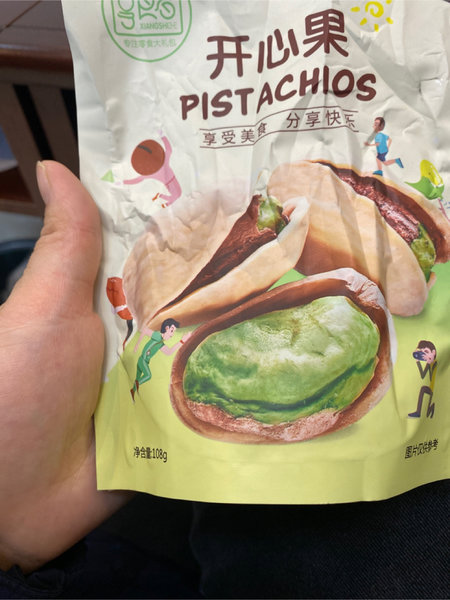 XIANGSHIZHE
专注零食大礼包
开心果
PISTACHIOS
享受美食 分享快乐
净含量:108g
图片仅供参考